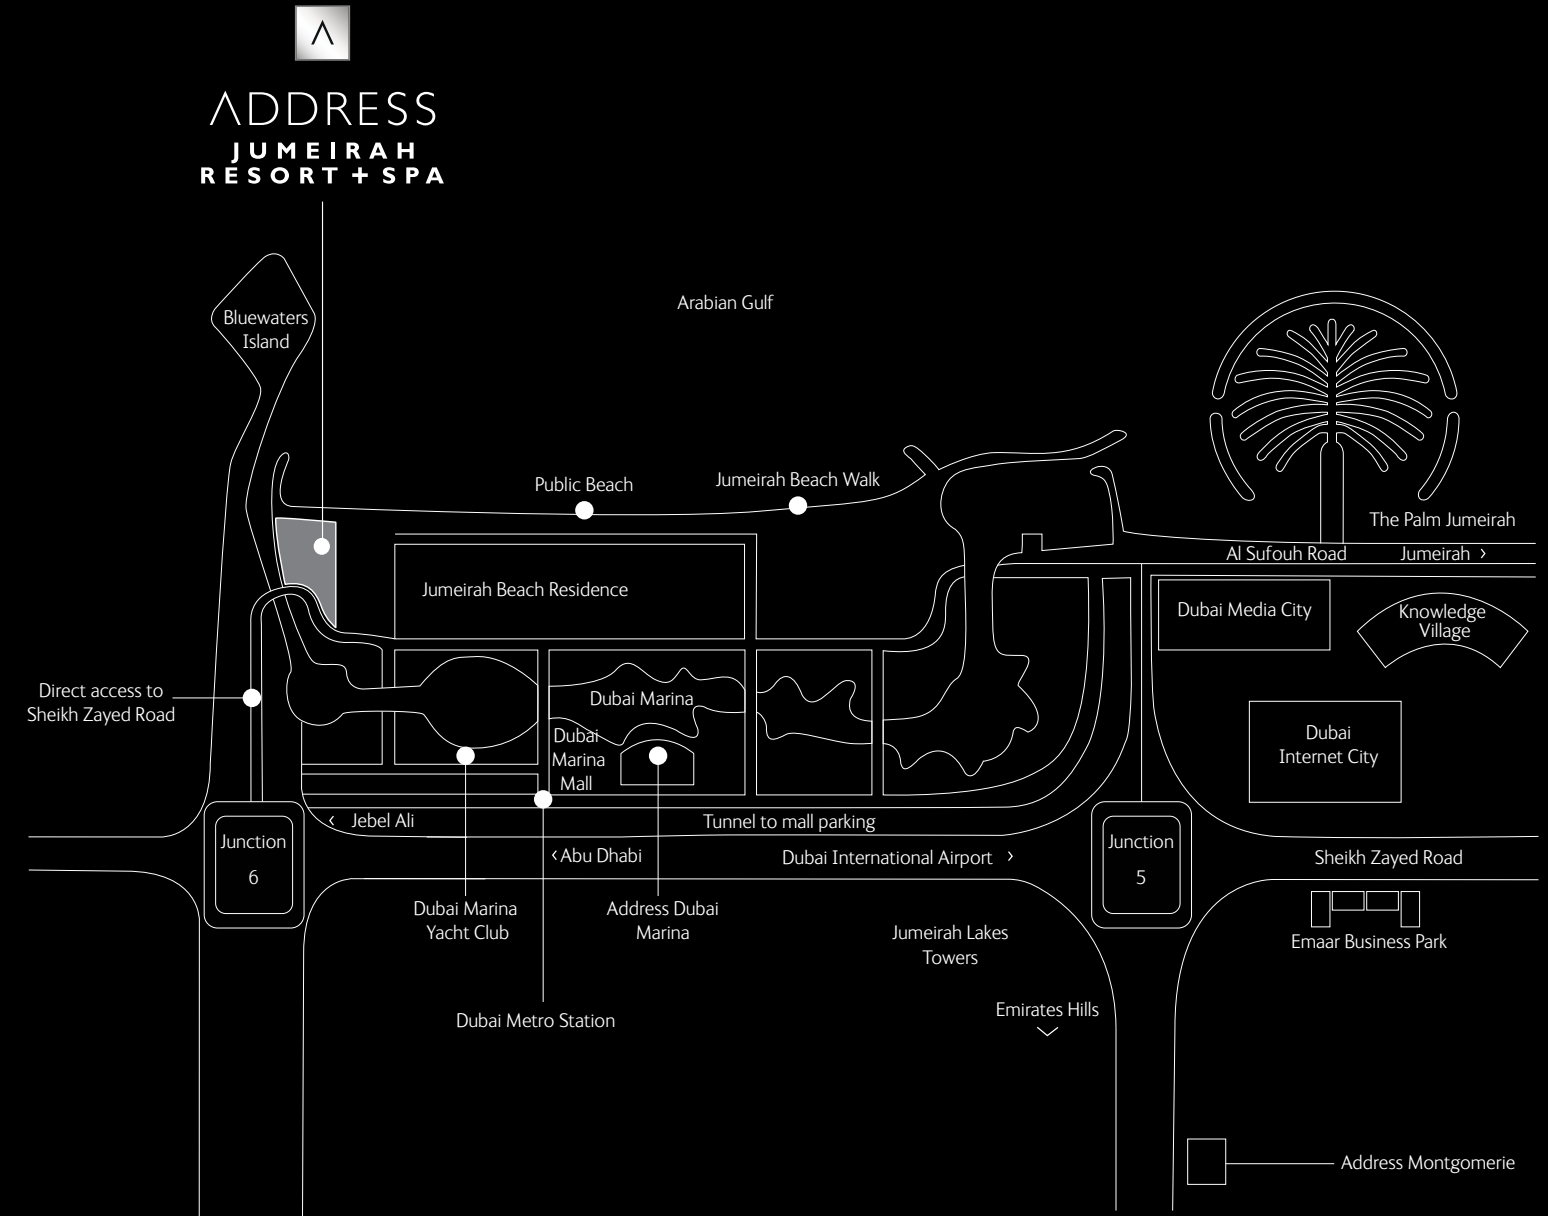 ADDRESS
JUMEIRAH
RESORT + SPA
Arabian Gulf
Bluewaters
Island
Public Beach
Jumeirah Beach Walk
The Palm Jumeirah
Al Sufouh Road
Jumeirah >
Jumeirah Beach Residence
Dubai Media City
Knowledge
Village
Direct access to
Sheikh Zayed Road
Dubai Marina
Dubai
Marina
Mall
Dubai
Internet City
< Jebel Ali
Tunnel to mall parking
Junction
6
< Abu Dhabi
Dubai International Airport >
Junction
5
Sheikh Zayed Road
Dubai Marina
Yacht Club
Address Dubai
Marina
Jumeirah Lakes
Towers
Emaar Business Park
Dubai Metro Station
Emirates Hills
Address Montgomerie